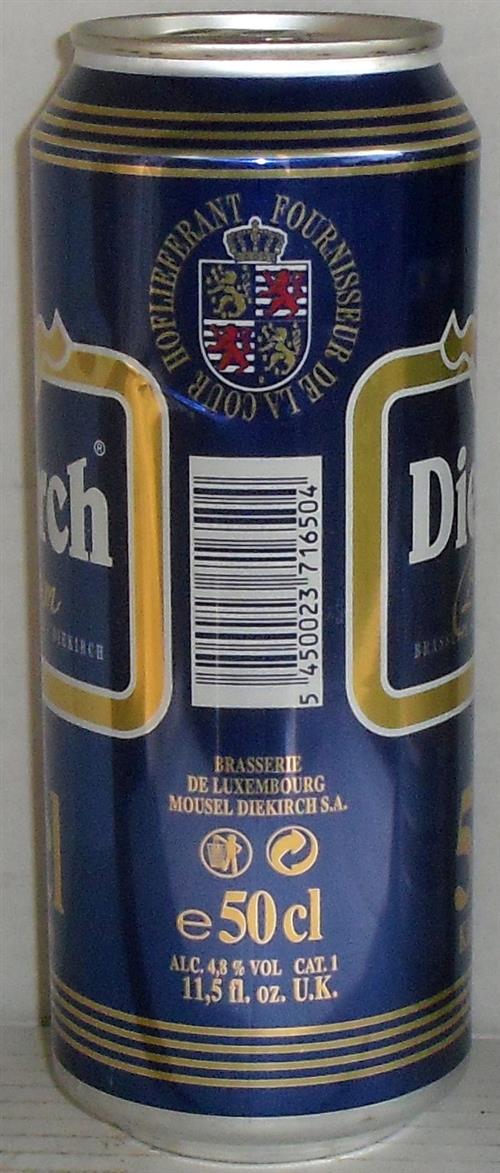 HOFLIEFERANT FOURNISSEUR DE LA COUR
rch®
Die
DIEKIRCH
5 450023 716504
BRASSERIE
DE LUXEMBOURG
MOUSEL DIEKIRCH S.A.
e 50 cl
ALC. 4,8 % VOL CAT. 1
11,5 fl. oz. U.K.